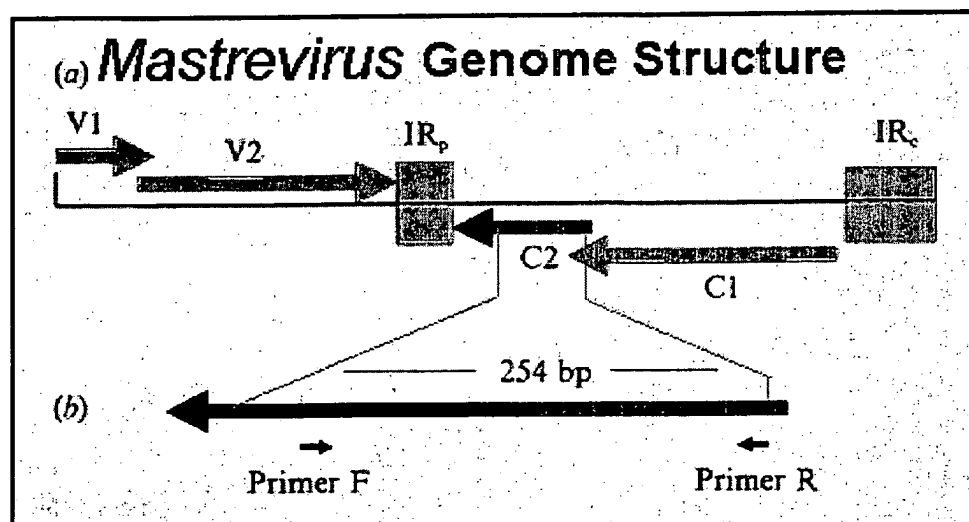 (a) Mastrevirus Genome Structure
V1
V2
IRp
IRc
C2
C1
254 bp
(b)
Primer F
Primer R